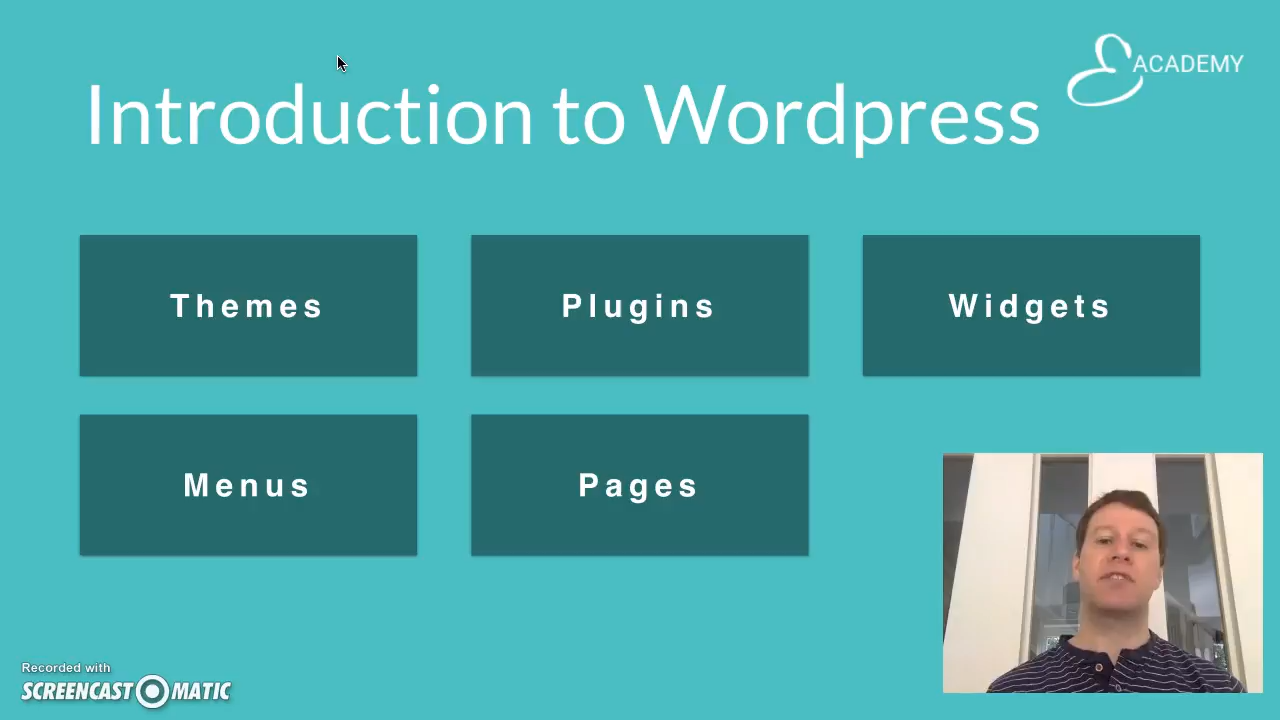 Introduction to Wordpress
ACADEMY
Themes
Plugins
Widgets
Menus
Pages
Recorded with
SCREENCAST MATIC